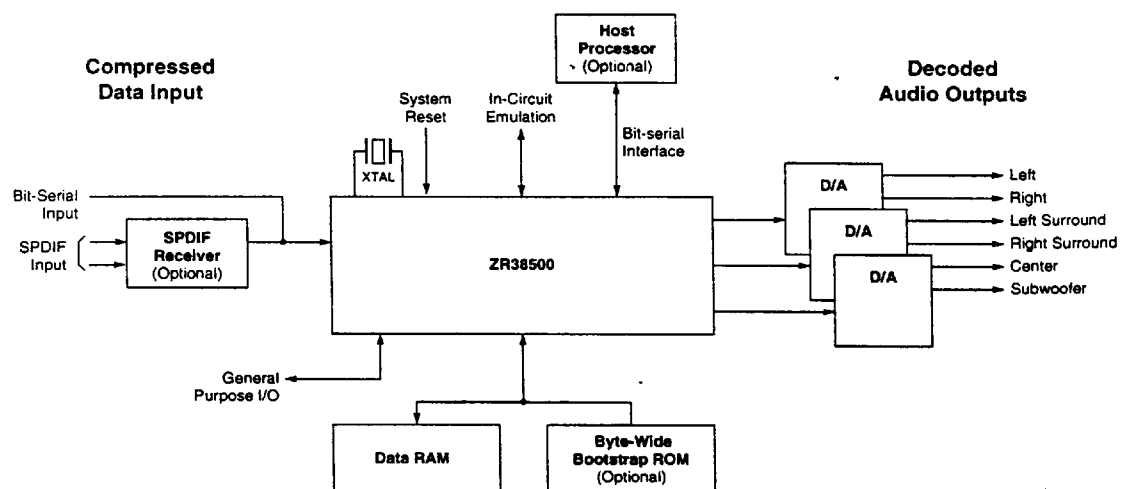 Host
Processor
(Optional)
Compressed
Data Input
Decoded
Audio Outputs
System
Reset
In-Circuit
Emulation
Bit-serial
Interface
XTAL
Bit-Serial
Input
SPDIF
Input
SPDIF
Receiver
(Optional)
ZR38500
D/A
D/A
D/A
Left
Right
Left Surround
Right Surround
Center
Subwoofer
General
Purpose I/O
Data RAM
Byte-Wide
Bootstrap ROM
(Optional)